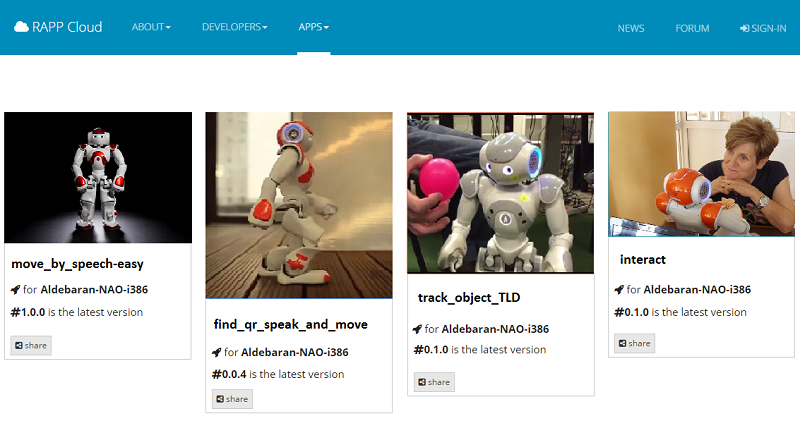 RAPP Cloud ABOUT DEVELOPERS APPS NEWS FORUM SIGN-IN
move_by_speech-easy
for Aldebaran-NAO-i386
#1.0.0 is the latest version
share
find_qr_speak_and_move
for Aldebaran-NAO-i386
#0.0.4 is the latest version
share
track_object_TLD
for Aldebaran-NAO-i386
#0.1.0 is the latest version
share
interact
for Aldebaran-NAO-i386
#0.1.0 is the latest version
share